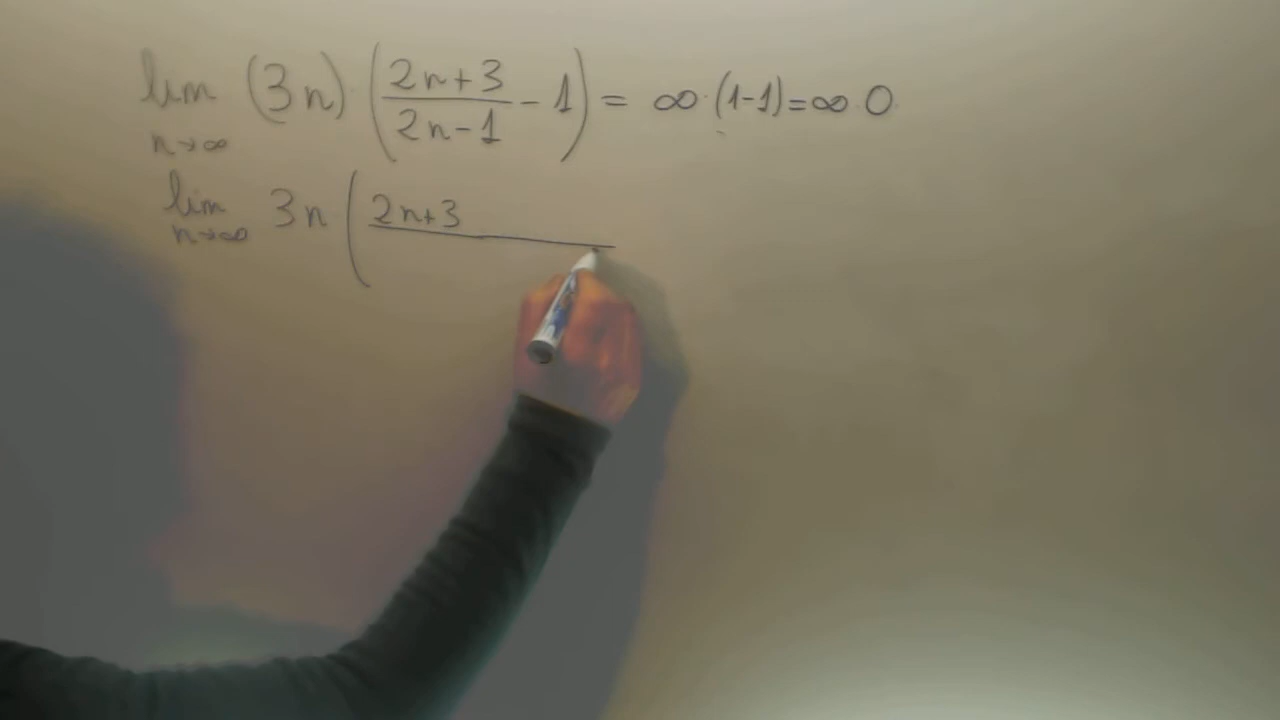 lim n→∞ (3n) · ( (2n+3)/(2n-1) - 1 ) = ∞ · (1-1) = ∞ · 0
lim n→∞ 3n ( 2n+3